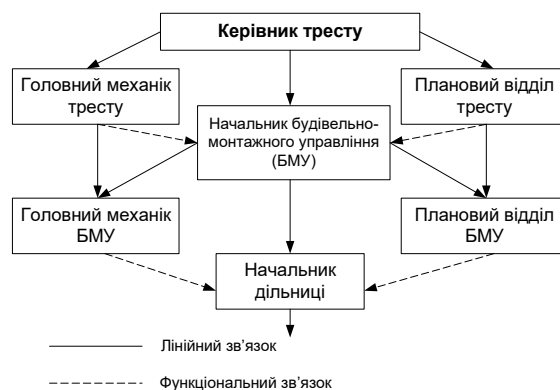 Керівник тресту
Головний механік
тресту
Плановий відділ
тресту
Начальник будівельно-
монтажного управління
(БМУ)
Головний механік
БМУ
Плановий відділ
БМУ
Начальник
дільниці
Лінійний зв'язок
Функціональний зв'язок